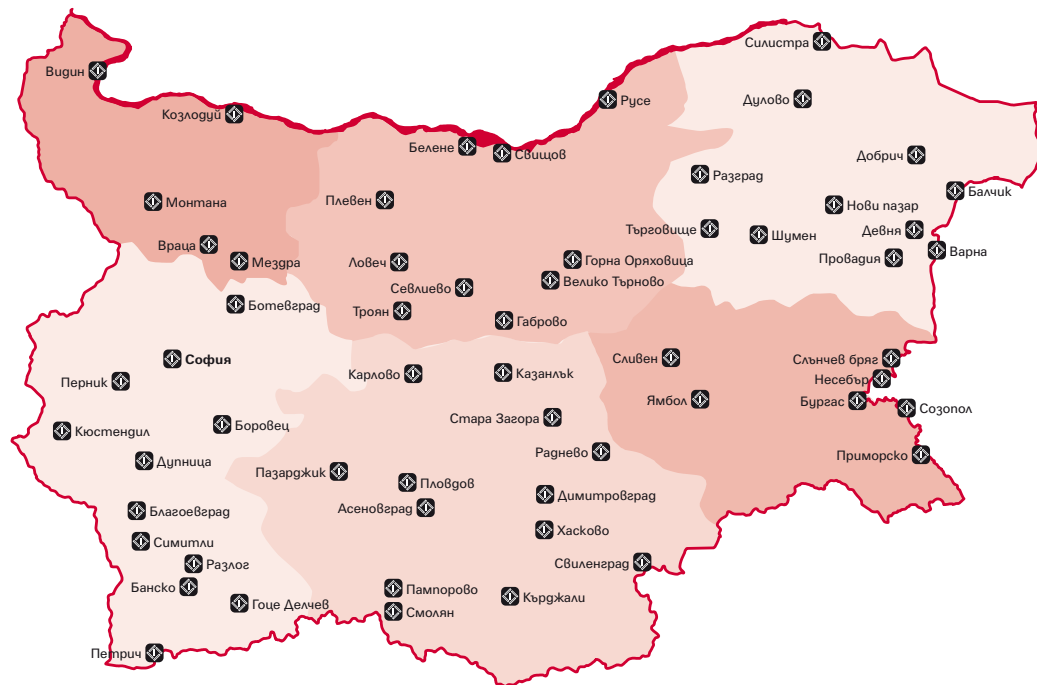 Силистра
Видин
Дулово
Русе
Козлодуй
Белене
Свищов
Добрич
Разград
Балчик
Монтана
Плевен
Нови пазар
Търговище
Шумен
Девня
Враца
Варна
Провадия
Мездра
Ловеч
Горна Оряховица
Севлиево
Велико Търново
Ботевград
Троян
Габрово
София
Сливен
Слънчев бряг
Перник
Карлово
Казанлък
Несебър
Ямбол
Бургас
Созопол
Стара Загора
Кюстендил
Боровец
Раднево
Приморско
Дупница
Пазарджик
Пловдов
Димитровград
Благоевград
Асеновград
Хасково
Симитли
Разлог
Свиленград
Банско
Пампорово
Кърджали
Гоце Делчев
Смолян
Петрич